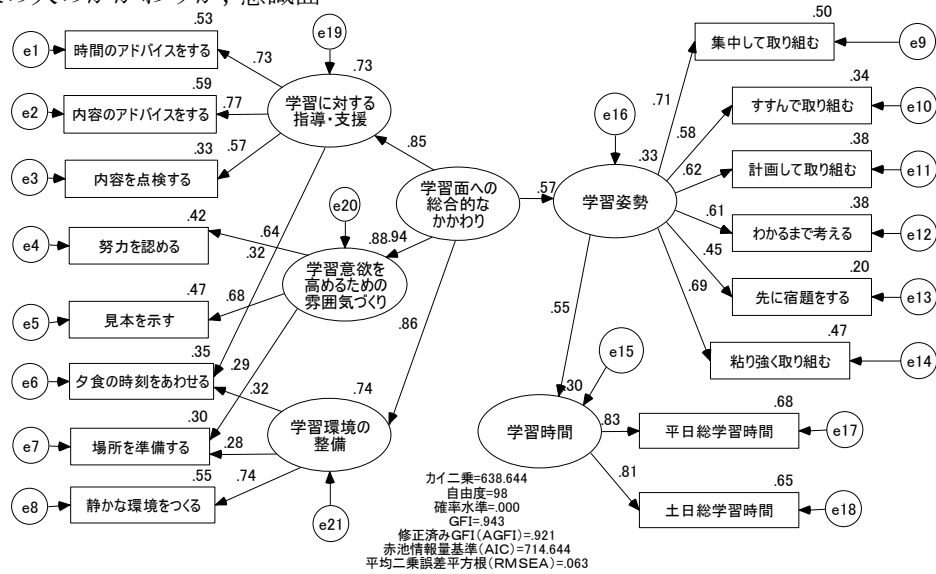 .53
e1
時間のアドバイスをする
.73
e19
.73
.59
e2
内容のアドバイスをする
.77
学習に対する
指導・支援
.33
.57
e3
内容を点検する
.85
.42
e4
努力を認める
.64
.32
e20
.88
.94
学習面への
総合的な
かかわり
.47
e5
見本を示す
.68
学習意欲を
高めるための
雰囲気づくり
.86
.35
e6
夕食の時刻をあわせる
.29
.32
.74
.30
e7
場所を準備する
.28
学習環境の
整備
.55
e8
静かな環境をつくる
.74
e21
.57
e16
.33
学習姿勢
.50
集中して取り組む
e9
.71
.34
すすんで取り組む
e10
.58
.38
計画して取り組む
e11
.62
.38
わかるまで考える
e12
.61
.20
先に宿題をする
e13
.45
.47
粘り強く取り組む
e14
.69
.55
e15
.30
学習時間
.68
.83
平日総学習時間
e17
.65
.81
土日総学習時間
e18
カイ二乗=638.644
自由度=98
確率水準=.000
GFI=.943
修正済みGFI(AGFI)=.921
赤池情報量基準(AIC)=714.644
平均二乗誤差平方根(RMSEA)=.063